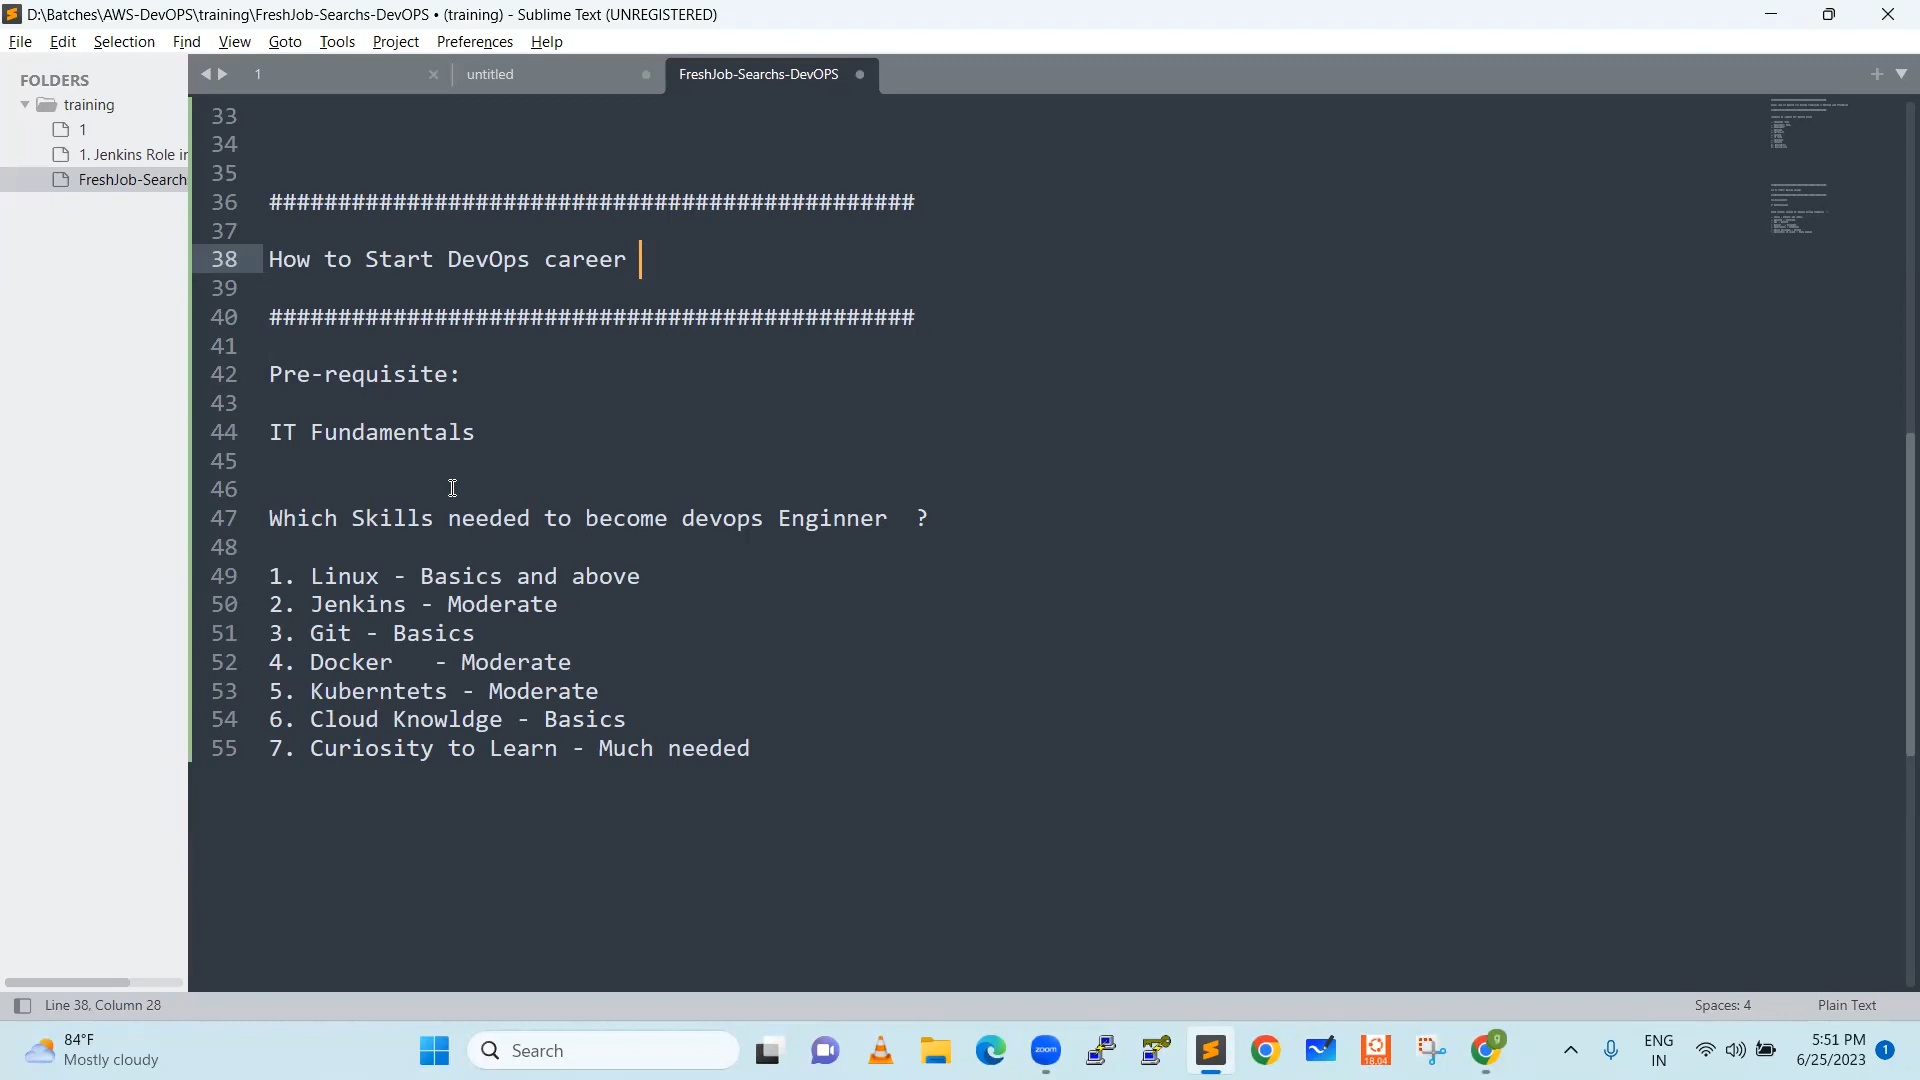 D:\Batches\AWS-DevOPS\training\FreshJob-Searchs-DevOPS • (training) - Sublime Text (UNREGISTERED)
File Edit Selection Find View Goto Tools Project Preferences Help
FOLDERS
training
1
1. Jenkins Role in
FreshJob-Search
1 untitled FreshJob-Searchs-DevOPS
33
34
35
36 ###############################################
37
38 How to Start DevOps career
39
40 ###############################################
41
42 Pre-requisite:
43
44 IT Fundamentals
45
46
47 Which Skills needed to become devops Enginner  ?
48
49 1. Linux - Basics and above
50 2. Jenkins - Moderate
51 3. Git - Basics
52 4. Docker   - Moderate
53 5. Kuberntets - Moderate
54 6. Cloud Knowldge - Basics
55 7. Curiosity to Learn - Much needed
Line 38, Column 28 Spaces: 4 Plain Text
84°F
Mostly cloudy
Search
zoom
18.04
g
ENG
IN
5:51 PM
6/25/2023
1